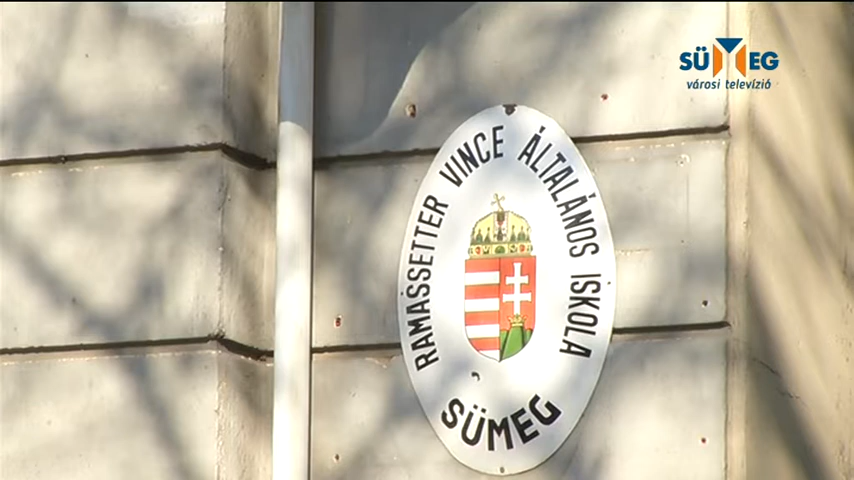 SÜMEG
városi televízió
RAMASSETTER VINCE ÁLTALÁNOS ISKOLA
SÜMEG